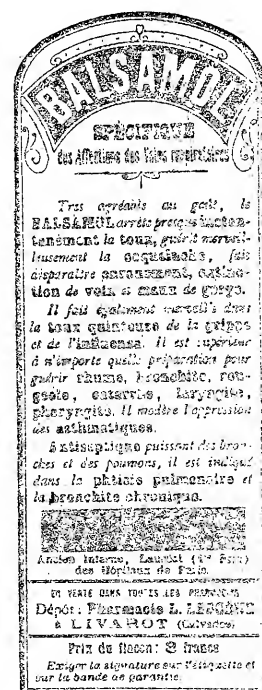 BALSAMOL
SPÉCIFIQUE
des Affections des Voies respiratoires
Très agréable au goût, le
BALSAMOL arrête presque instan-
tanément la toux, guérit merveil-
leusement la coqueluche, fait
disparaître enrouement, extinc-
tion de voix et maux de gorge.
Il fait également merveille dans
la toux quinteuse de la grippe
et de l'influenza. Il est supérieur
à n'importe quelle préparation pour
guérir rhume, bronchite, rou-
geole, catarrhe, laryngite,
pharyngite. Il modère l'oppression
des asthmatiques.
Antiseptique puissant des bron-
ches et des poumons, il est indiqué
dans la phtisie pulmonaire et
la bronchite chronique.
Ancien Interne, Lauréat (1er Prix)
des Hôpitaux de Paris.
EN VENTE DANS TOUTES LES PHARMACIES
Dépôt : Pharmacie L.
à LIVAROT (Calvados)
Prix du flacon: 2 francs
Exiger la signature sur l'étiquette et
sur la bande de garantie.